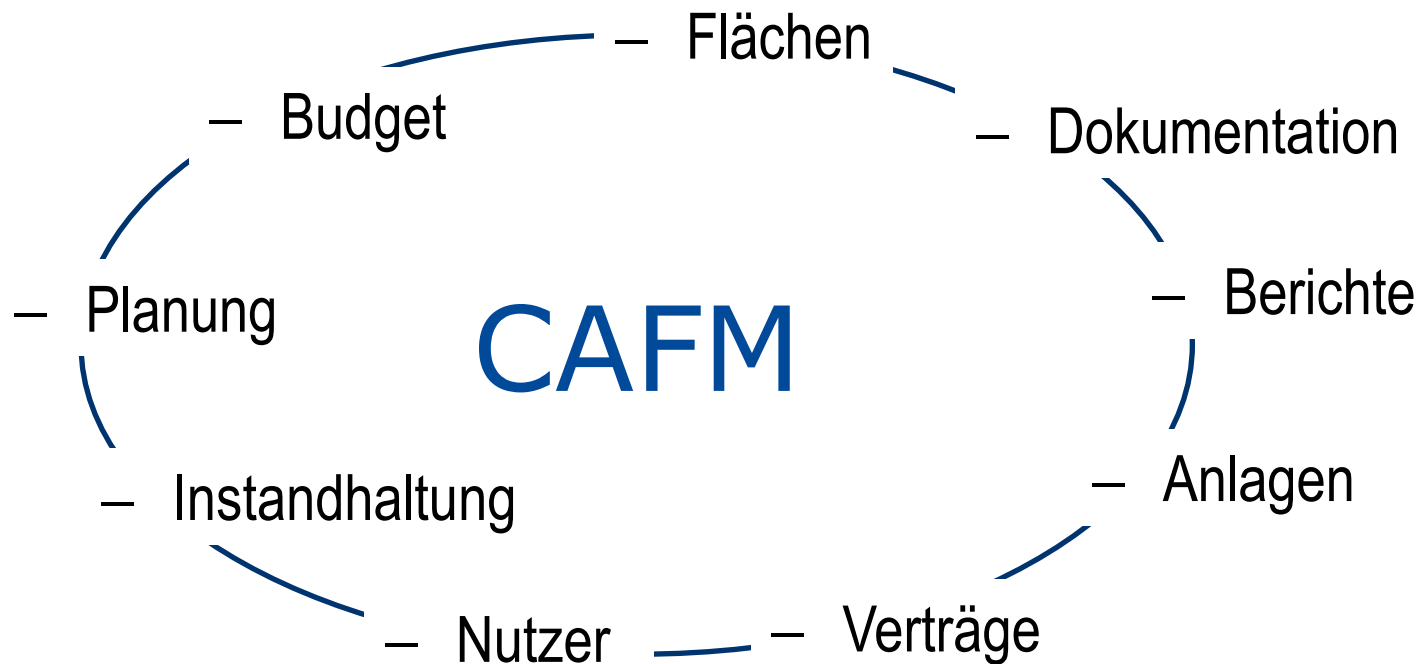 – Flächen
– Budget
– Dokumentation
– Planung
CAFM
– Berichte
– Instandhaltung
– Anlagen
– Nutzer
– Verträge